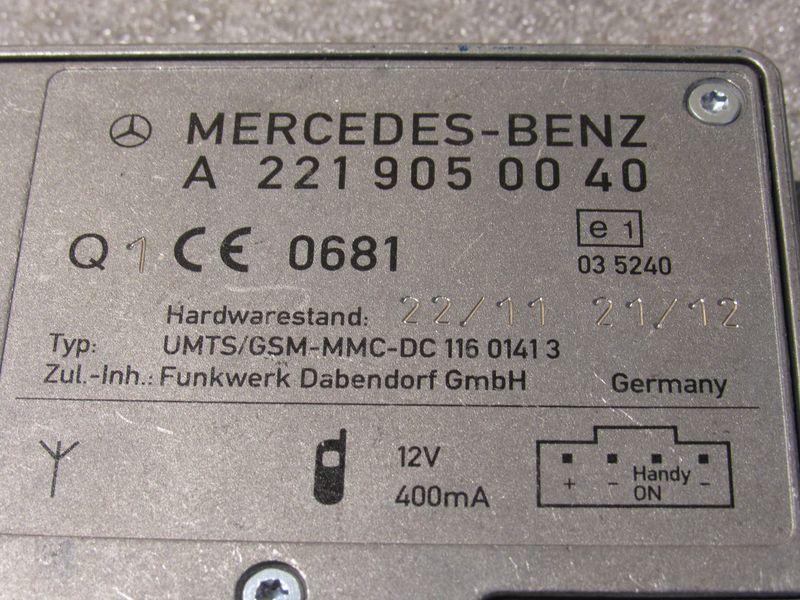 MERCEDES-BENZ
A 221 905 00 40
Q 1 CE 0681
e 1
03 5240
Hardwarestand: 22/11 21/12
Typ: UMTS/GSM-MMC-DC 116 0141 3
Zul.-Inh.: Funkwerk Dabendorf GmbH Germany
12V
400mA
+ - Handy ON -